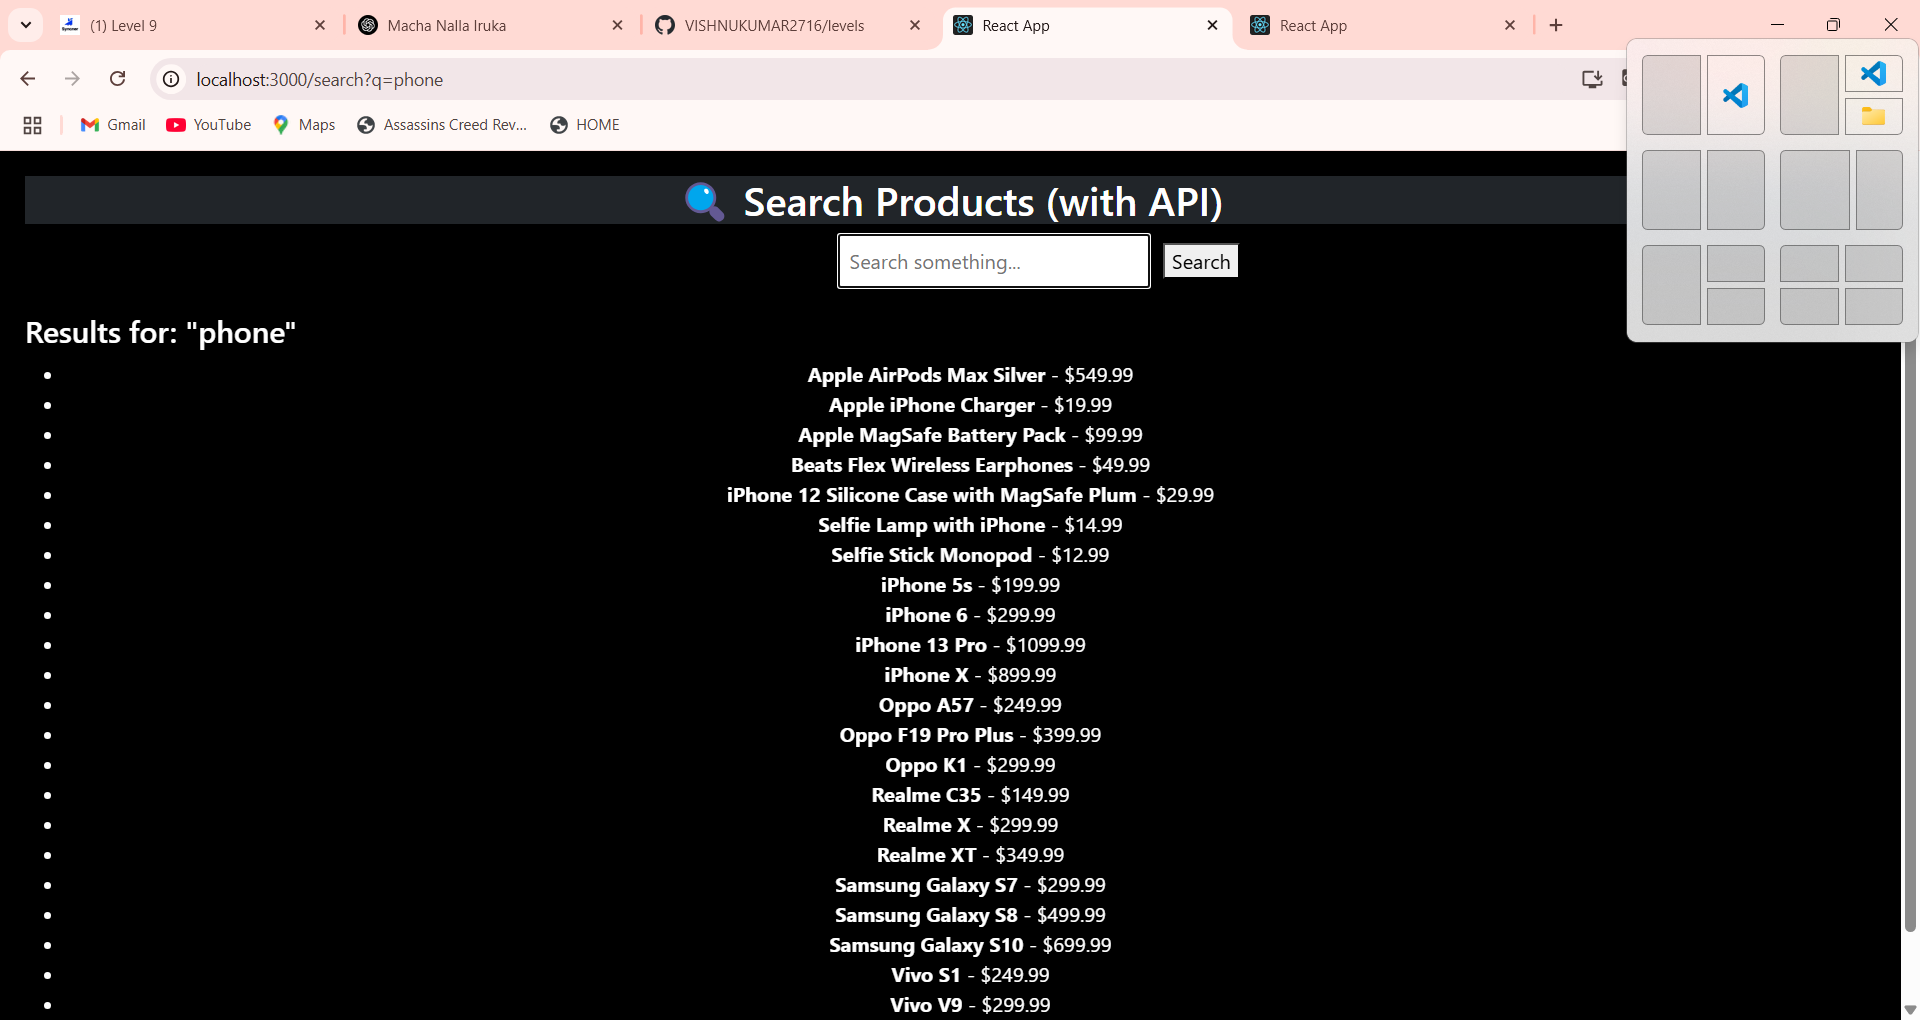 (1) Level 9
Macha Nalla Iruka
VISHNUKUMAR2716/levels
React App
React App
localhost:3000/search?q=phone
Gmail
YouTube
Maps
Assassins Creed Rev...
HOME
Search Products (with API)
Search something...
Search
Results for: "phone"
Apple AirPods Max Silver - $549.99
Apple iPhone Charger - $19.99
Apple MagSafe Battery Pack - $99.99
Beats Flex Wireless Earphones - $49.99
iPhone 12 Silicone Case with MagSafe Plum - $29.99
Selfie Lamp with iPhone - $14.99
Selfie Stick Monopod - $12.99
iPhone 5s - $199.99
iPhone 6 - $299.99
iPhone 13 Pro - $1099.99
iPhone X - $899.99
Oppo A57 - $249.99
Oppo F19 Pro Plus - $399.99
Oppo K1 - $299.99
Realme C35 - $149.99
Realme X - $299.99
Realme XT - $349.99
Samsung Galaxy S7 - $299.99
Samsung Galaxy S8 - $499.99
Samsung Galaxy S10 - $699.99
Vivo S1 - $249.99
Vivo V9 - $299.99